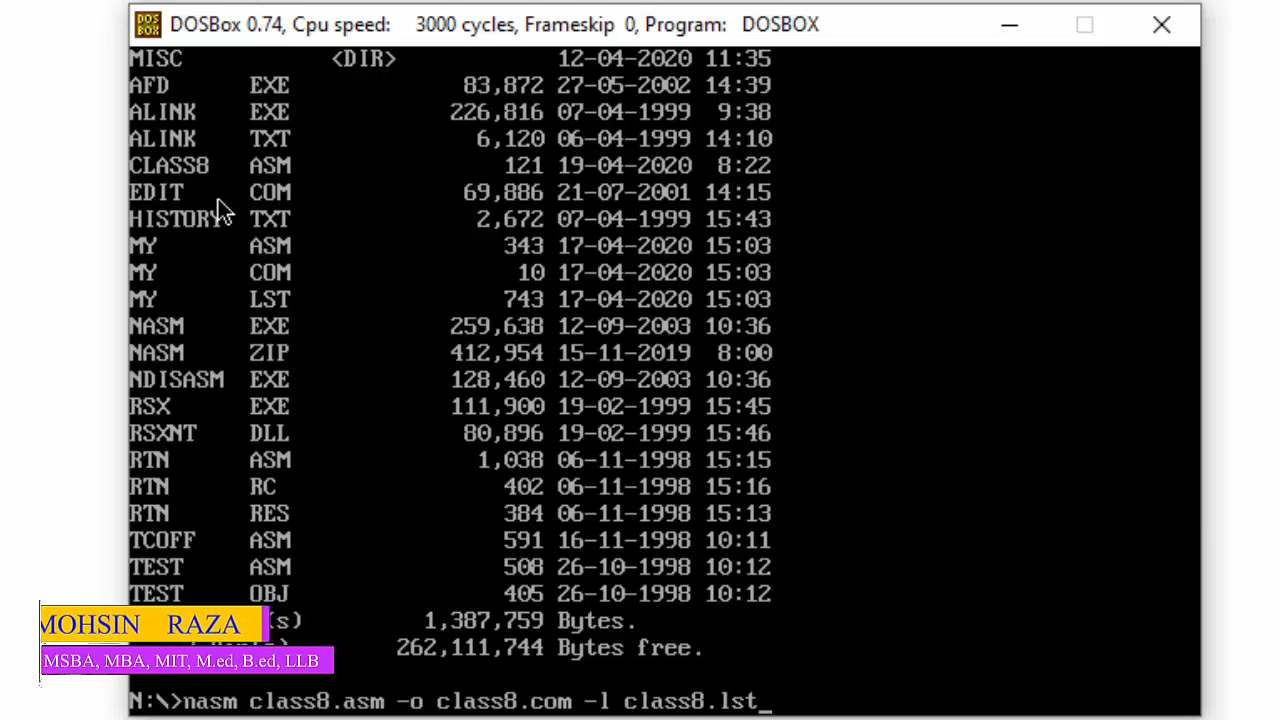 DOS BOX
DOSBox 0.74, Cpu speed: 3000 cycles, Frameskip 0, Program: DOSBOX
MISC <DIR> 12-04-2020 11:35
AFD EXE 83,872 27-05-2002 14:39
ALINK EXE 226,816 07-04-1999 9:38
ALINK TXT 6,120 06-04-1999 14:10
CLASS8 ASM 121 19-04-2020 8:22
EDIT COM 69,886 21-07-2001 14:15
HISTORY TXT 2,672 07-04-1999 15:43
MY ASM 343 17-04-2020 15:03
MY COM 10 17-04-2020 15:03
MY LST 743 17-04-2020 15:03
NASM EXE 259,638 12-09-2003 10:36
NASM ZIP 412,954 15-11-2019 8:00
NDISASM EXE 128,460 12-09-2003 10:36
RSX EXE 111,900 19-02-1999 15:45
RSXNT DLL 80,896 19-02-1999 15:46
RTN ASM 1,038 06-11-1998 15:15
RTN RC 402 06-11-1998 15:16
RTN RES 384 06-11-1998 15:13
TCOFF ASM 591 16-11-1998 10:11
TEST ASM 508 26-10-1998 10:12
TEST OBJ 405 26-10-1998 10:12
(s) 1,387,759 Bytes.
262,111,744 Bytes free.
MOHSIN RAZA
MSBA, MBA, MIT, M.ed, B.ed, LLB
N:\>nasm class8.asm -o class8.com -l class8.lst_